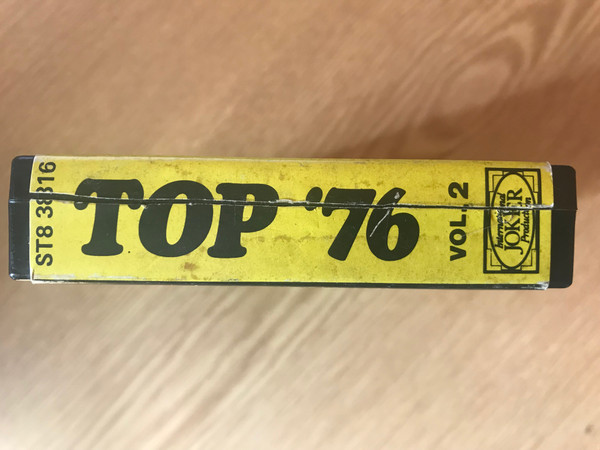 ST8 38316
TOP '76
VOL. 2
International
JOKER
Production